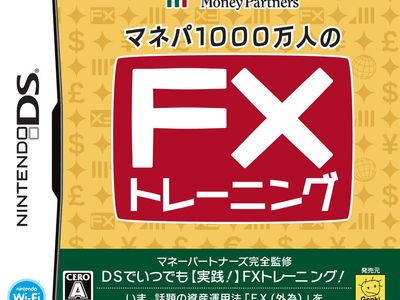 MoneyPartners
マネパ1000万人の
FX
トレーニング
NINTENDO DS
TM
マネーパートナーズ完全監修
DSでいつでも【実践!】FXトレーニング!
いま、話題の資産運用法「FX(外為)」を
Nintendo
Wi-Fi
CERO
A
発売元